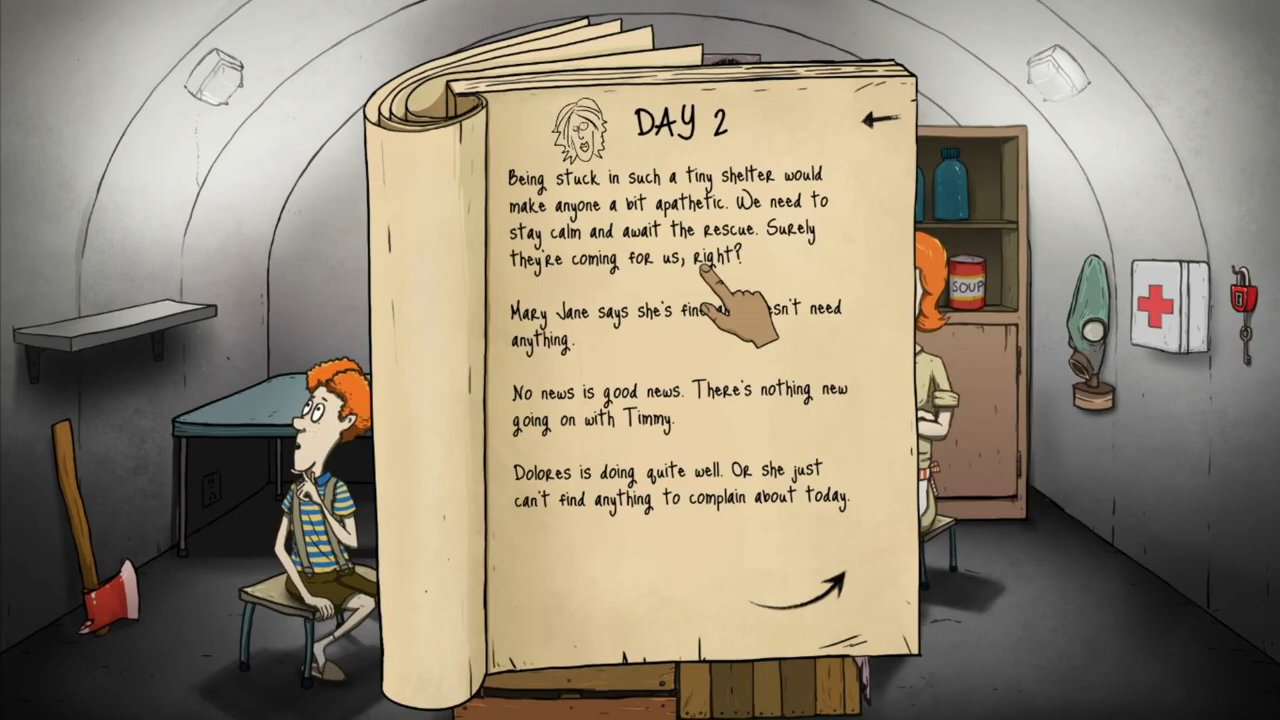 DAY 2
Being stuck in such a tiny shelter would
make anyone a bit apathetic. We need to
stay calm and await the rescue. Surely
they're coming for us, right?
Mary Jane says she's need
anything.
No news is good news. There's nothing new
going on with Timmy.
Dolores is doing quite well. Or she just
can't find anything to complain about today.
SOUP